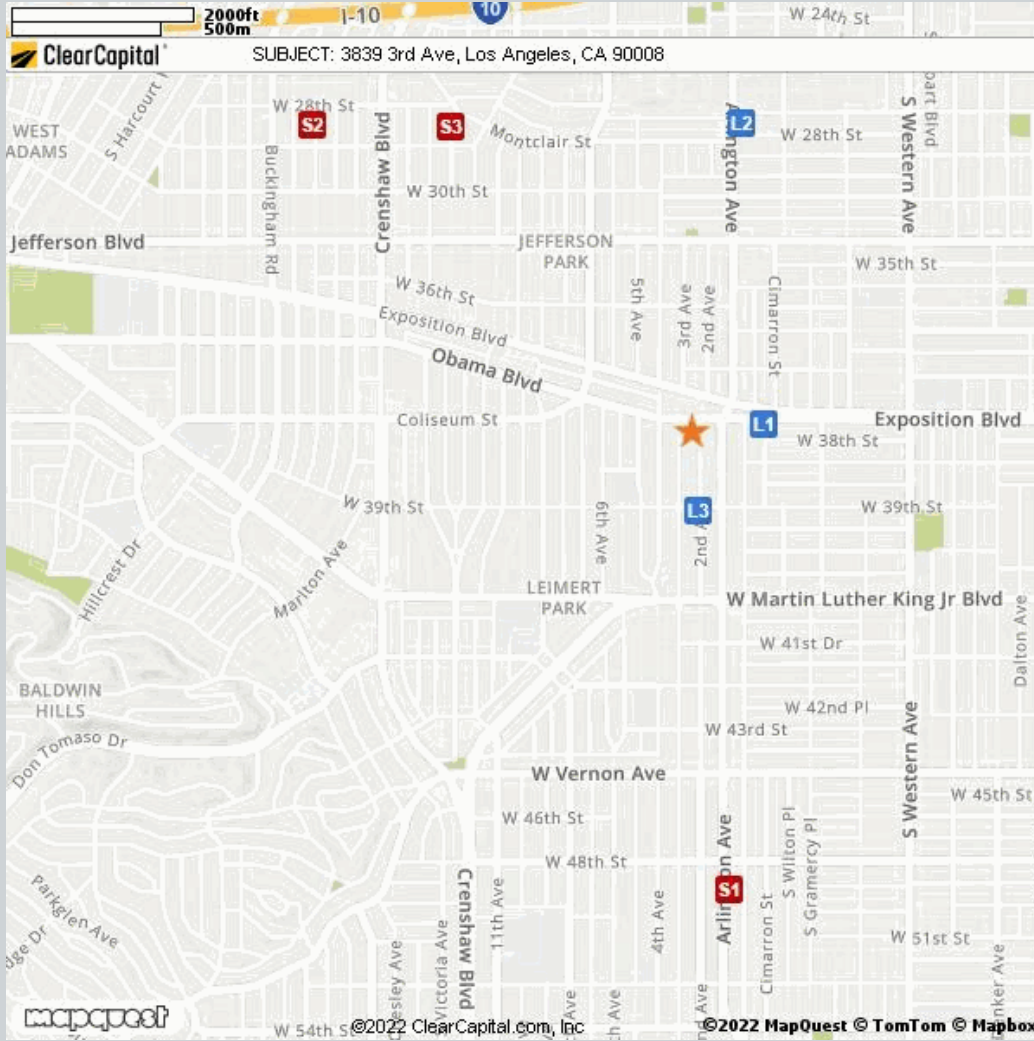 2000ft
I-10
10
W 24th St
500m
ClearCapital
SUBJECT: 3839 3rd Ave, Los Angeles, CA 90008
S Harcourt
W 28th St
S2
S3
L2
Montclair St
W 28th St
WEST
ADAMS
Buckingham Rd
Crenshaw Blvd
W 30th St
S Western Ave
Jefferson Blvd
JEFFERSON
PARK
W 35th St
W 36th St
5th Ave
3rd Ave
2nd Ave
Cimarron St
Exposition Blvd
Obama Blvd
Coliseum St
L1
Exposition Blvd
W 38th St
W 39th St
6th Ave
L3
2nd
W 39th St
Hillcrest Dr
Marlton Ave
LEIMERT
PARK
W Martin Luther King Jr Blvd
Dalton Ave
W 41st Dr
BALDWIN
HILLS
W 42nd Pl
Don Tomaso Dr
W 43rd St
S Western Ave
W Vernon Ave
W 45th St
W 46th St
S Wilton Pl
S Gramercy Pl
W 48th St
S1
Crenshaw Blvd
11th Ave
4th Ave
Cimarron St
Parkglen Ave
W 51st St
Victoria Ave
mapquest
W 54th St
©2022 ClearCapital.com, Inc
©2022 MapQuest © TomTom © Mapbox